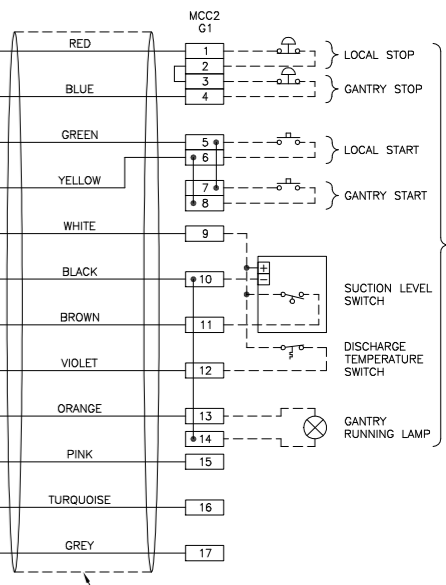 MCC2
G1
RED
1
LOCAL STOP
2
3
GANTRY STOP
BLUE
4
GREEN
5
LOCAL START
6
YELLOW
7
GANTRY START
8
WHITE
9
BLACK
10
+
−
SUCTION LEVEL
SWITCH
BROWN
11
DISCHARGE
TEMPERATURE
SWITCH
VIOLET
12
ORANGE
13
GANTRY
RUNNING LAMP
14
PINK
15
TURQUOISE
16
GREY
17